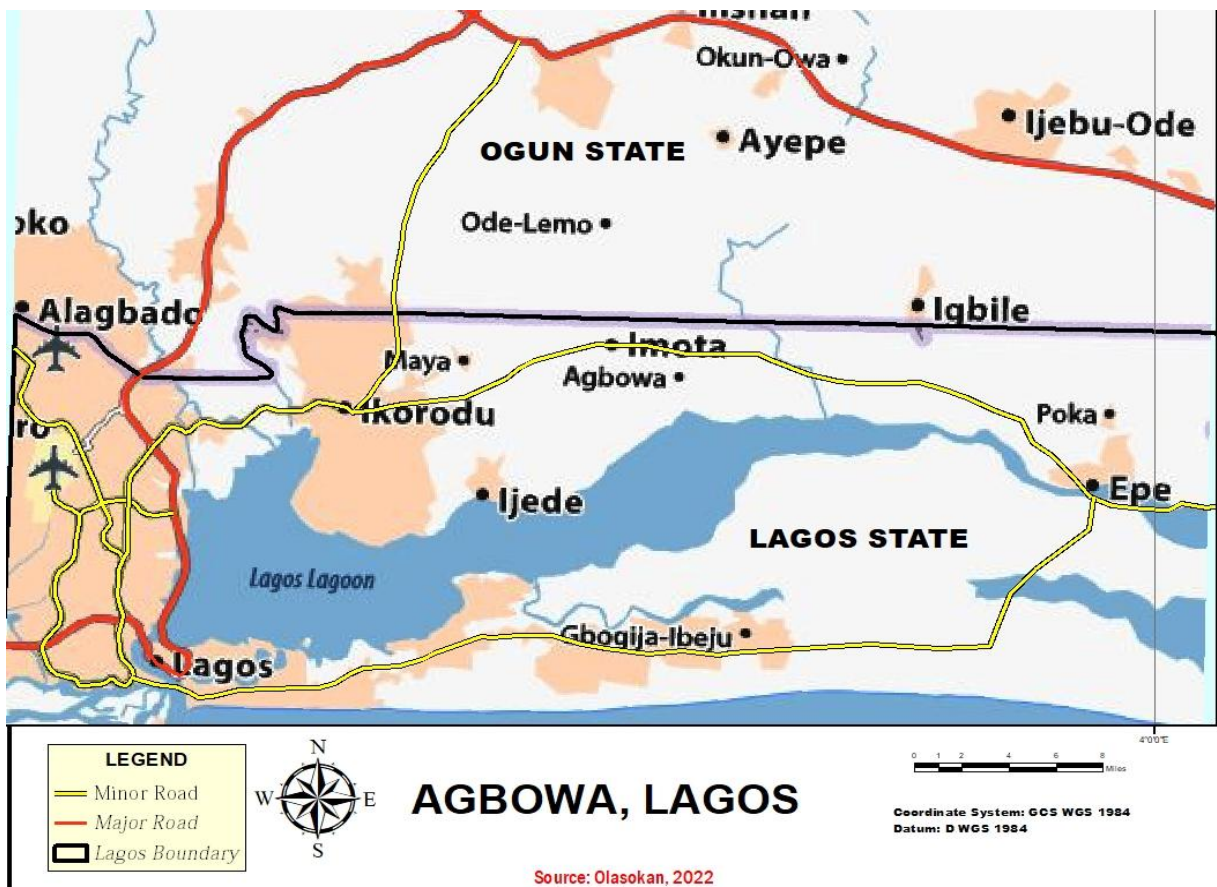 Okun-Owa
Ijebu-Ode
Ayepe
OGUN STATE
Ode-Lemo
oko
Alagbado
Igbile
Imota
Maya
Agbowa
Ikorodu
Poka
ro
Epe
Ijede
LAGOS STATE
Lagos Lagoon
Gbogija-Ibeju
Lagos
4°0'0"E
LEGEND
Minor Road
Major Road
Lagos Boundary
N
W
E
S
AGBOWA, LAGOS
0 1 2 4 6 8
Miles
Coordinate System: GCS WGS 1984
Datum: D WGS 1984
Source: Olasokan, 2022